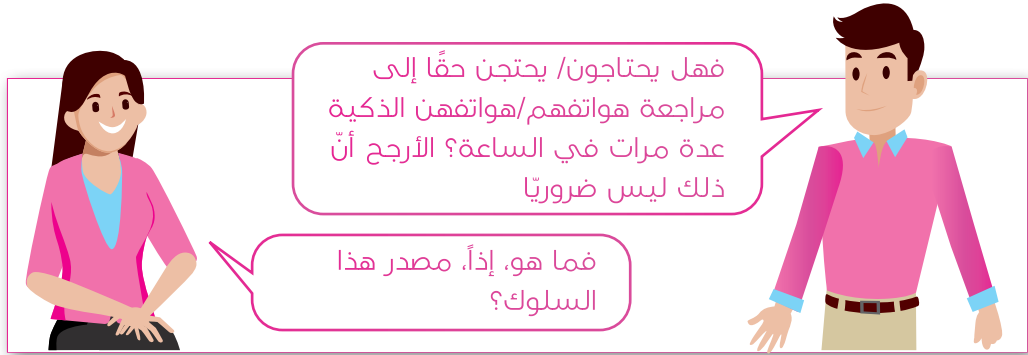 فهل يحتاجون/ يحتجن حقًا إلى
مراجعة هواتفهم/هواتفهن الذكية
عدة مرات في الساعة؟ الأرجح أنّ
ذلك ليس ضروريّا
فما هو، إذاً، مصدر هذا
السلوك؟